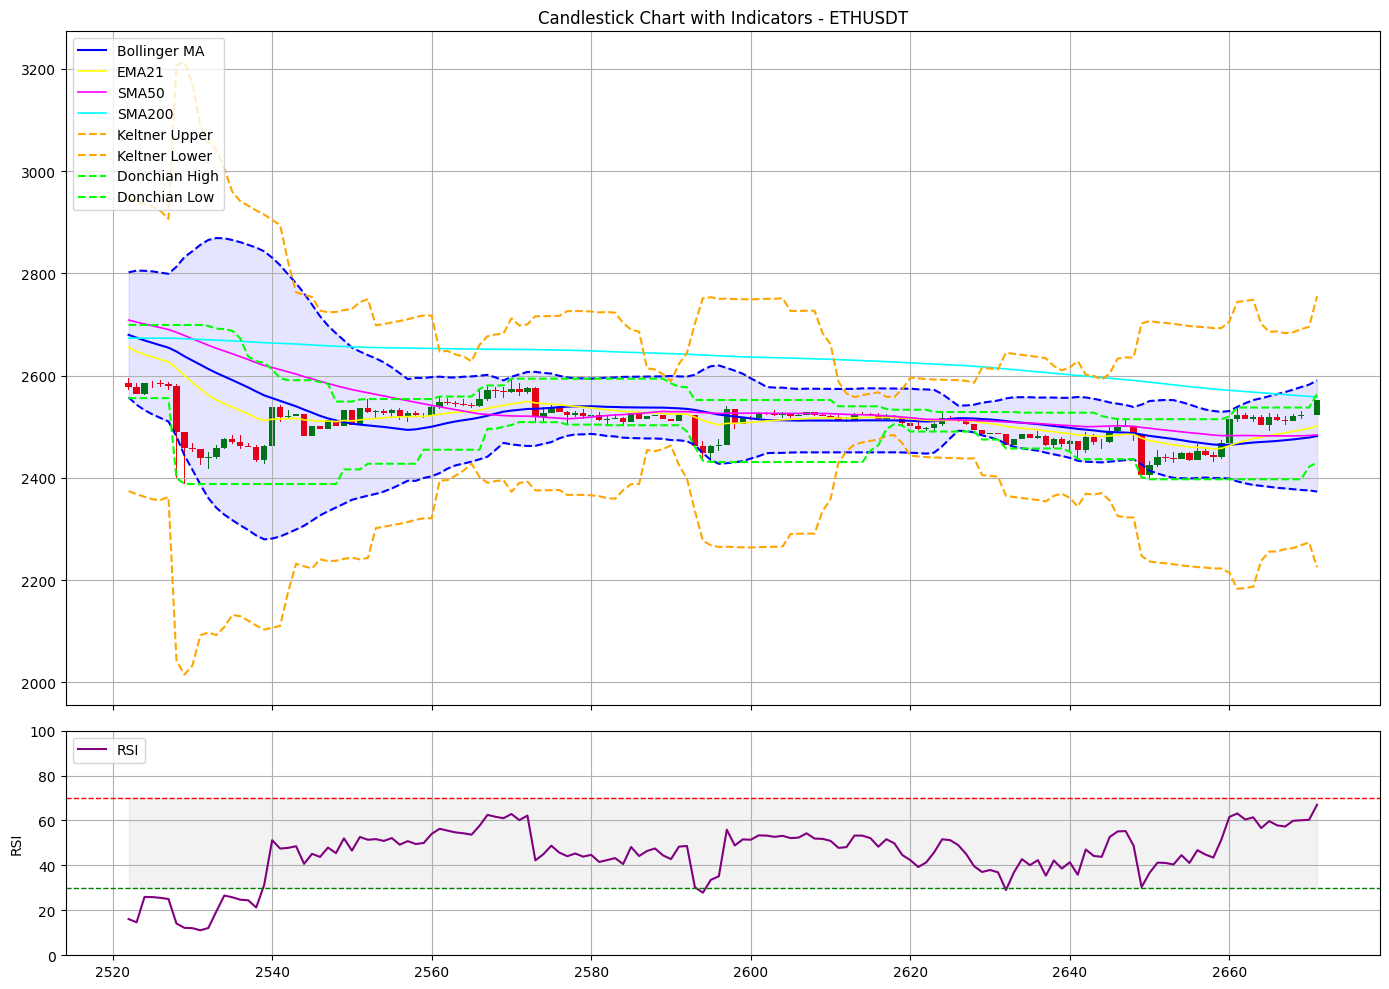 Candlestick Chart with Indicators - ETHUSDT
Bollinger MA
EMA21
SMA50
SMA200
Keltner Upper
Keltner Lower
Donchian High
Donchian Low
3200
3000
2800
2600
2400
2200
2000
RSI
100
80
60
40
20
0
RSI
2520 2540 2560 2580 2600 2620 2640 2660